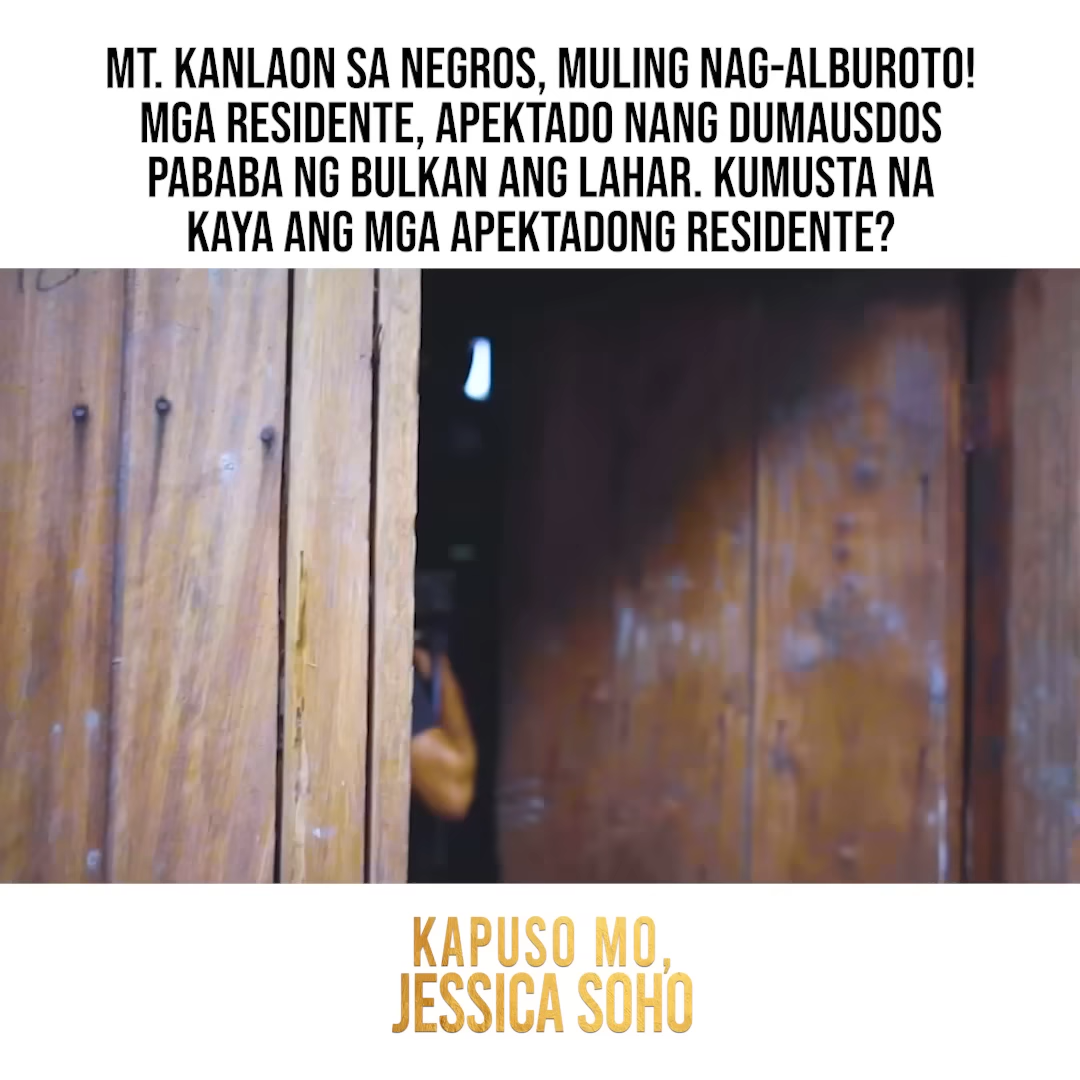 MT. KANLAON SA NEGROS, MULING NAG-ALBUROTO!
MGA RESIDENTE, APEKTADO NANG DUMAUSDOS
PABABA NG BULKAN ANG LAHAR. KUMUSTA NA
KAYA ANG MGA APEKTADONG RESIDENTE?
KAPUSO MO,
JESSICA SOHO